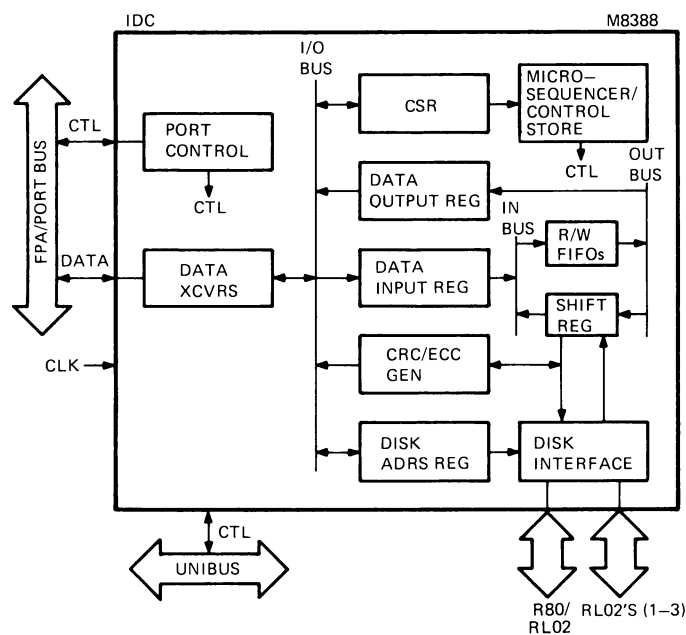 IDC
M8388
I/O
BUS
MICRO–
SEQUENCER/
CONTROL
STORE
CSR
CTL
PORT
CONTROL
CTL
CTL
OUT
BUS
DATA
OUTPUT REG
IN
BUS
R/W
FIFOs
FPA/PORT BUS
DATA
DATA
XCVRS
DATA
INPUT REG
SHIFT
REG
CLK
CRC/ECC
GEN
DISK
ADRS REG
DISK
INTERFACE
CTL
UNIBUS
R80/
RL02
RL02'S (1–3)